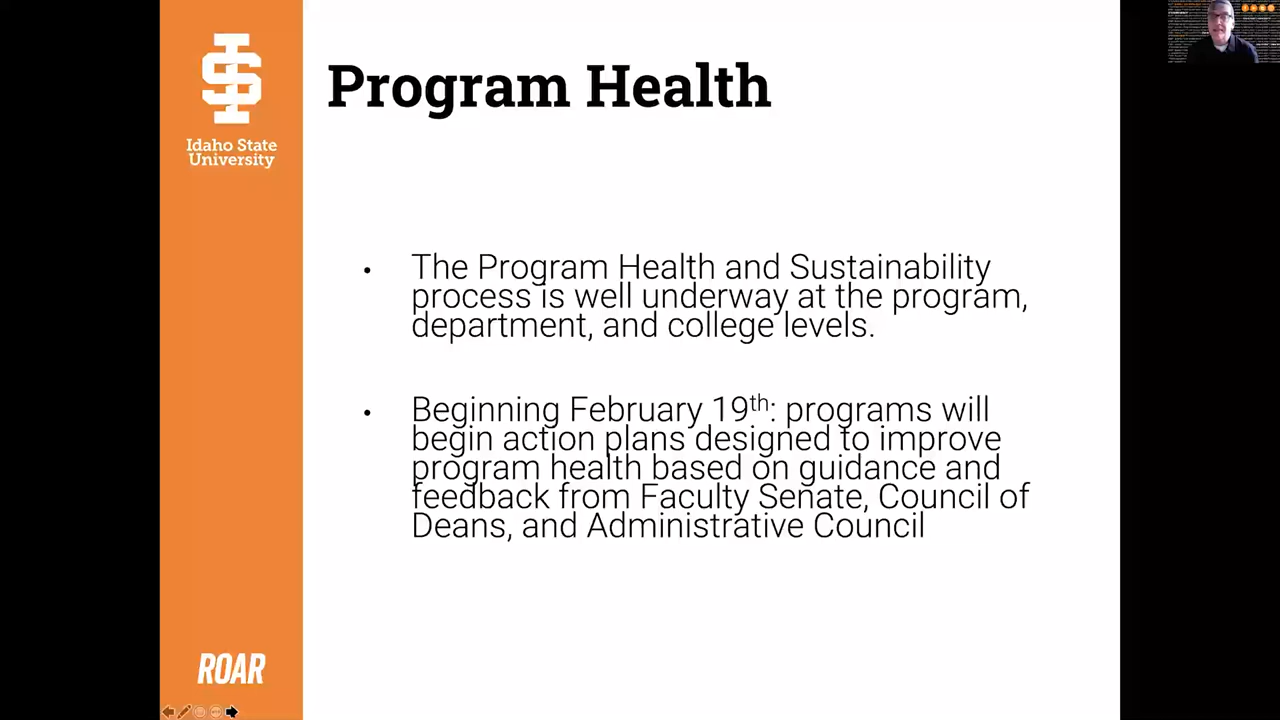 Idaho State
University
Program Health
• The Program Health and Sustainability
process is well underway at the program,
department, and college levels.
• Beginning February 19th: programs will
begin action plans designed to improve
program health based on guidance and
feedback from Faculty Senate, Council of
Deans, and Administrative Council
ROAR